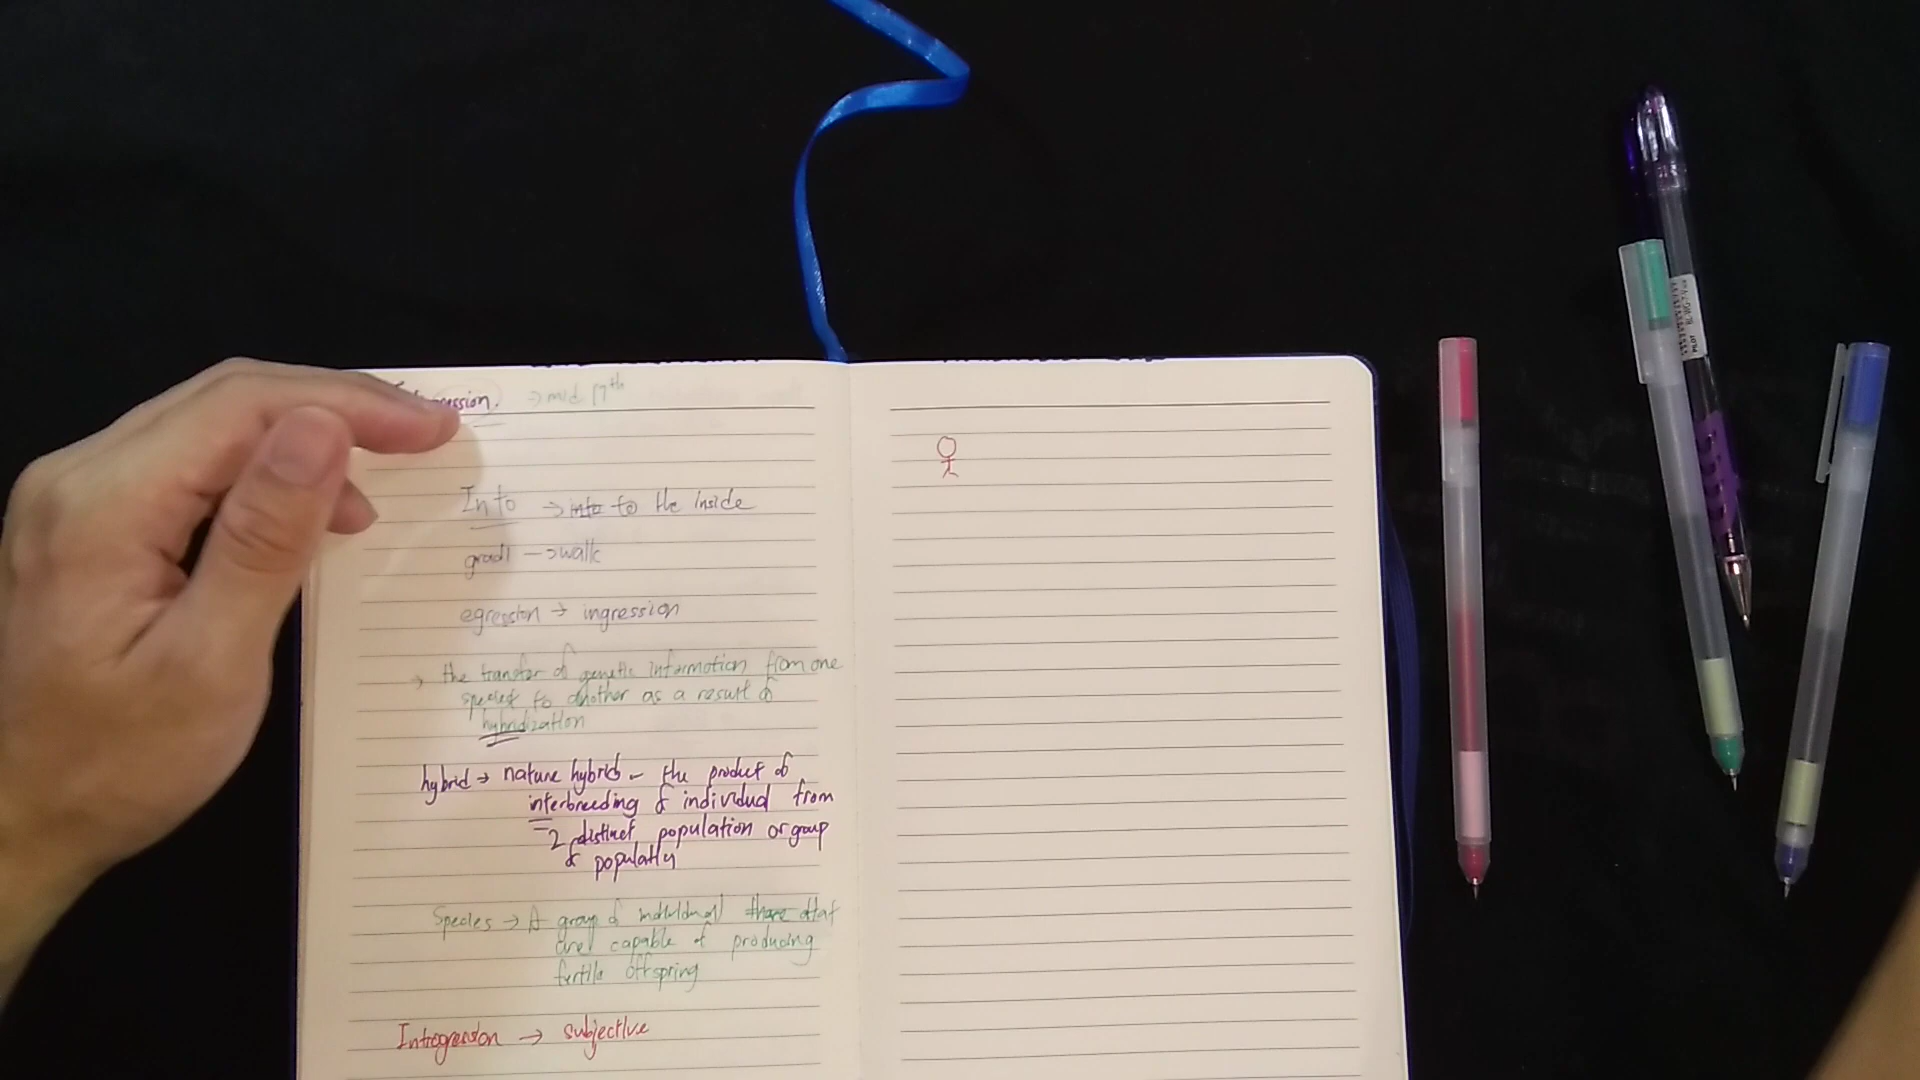 ession. → mid 17th
Into → into to the inside
gradi → walk
egression → ingression
→ the transfer of genetic information from one
species to another as a result of
hybridization
hybrid → nature hybrid - the product of
interbreeding of individual from
2 distinct population or group
of
Species → A group of individual that
are capable of producing
fertile offspring
Introgression → subjective